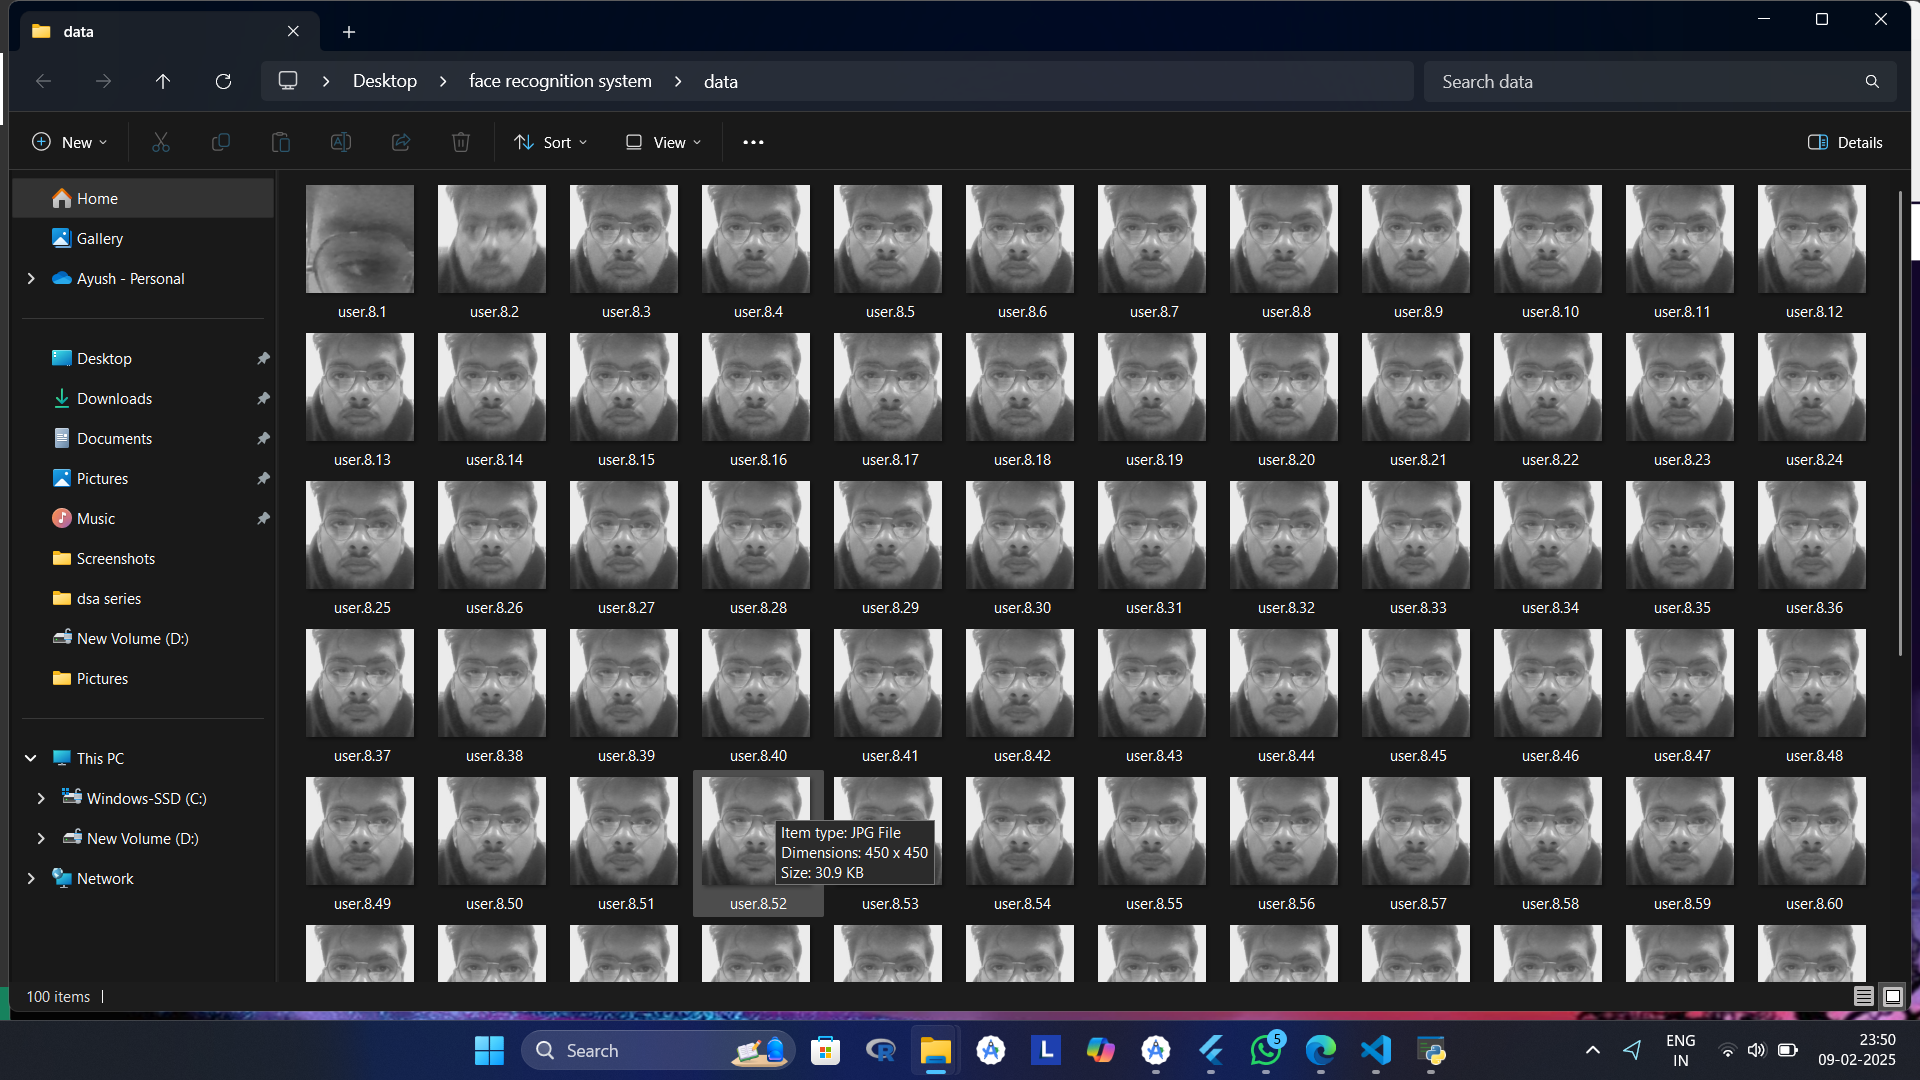 data
Desktop
face recognition system
data
Search data
New
Sort
View
Details
Home
Gallery
Ayush - Personal
Desktop
Downloads
Documents
Pictures
Music
Screenshots
dsa series
New Volume (D:)
Pictures
This PC
Windows-SSD (C:)
New Volume (D:)
Network
user.8.1 user.8.2 user.8.3 user.8.4 user.8.5 user.8.6 user.8.7 user.8.8 user.8.9 user.8.10 user.8.11 user.8.12
user.8.13 user.8.14 user.8.15 user.8.16 user.8.17 user.8.18 user.8.19 user.8.20 user.8.21 user.8.22 user.8.23 user.8.24
user.8.25 user.8.26 user.8.27 user.8.28 user.8.29 user.8.30 user.8.31 user.8.32 user.8.33 user.8.34 user.8.35 user.8.36
user.8.37 user.8.38 user.8.39 user.8.40 user.8.41 user.8.42 user.8.43 user.8.44 user.8.45 user.8.46 user.8.47 user.8.48
Item type: JPG File
Dimensions: 450 x 450
Size: 30.9 KB
user.8.49 user.8.50 user.8.51 user.8.52 user.8.53 user.8.54 user.8.55 user.8.56 user.8.57 user.8.58 user.8.59 user.8.60
100 items
Search
L
5
ENG
IN
23:50
09-02-2025